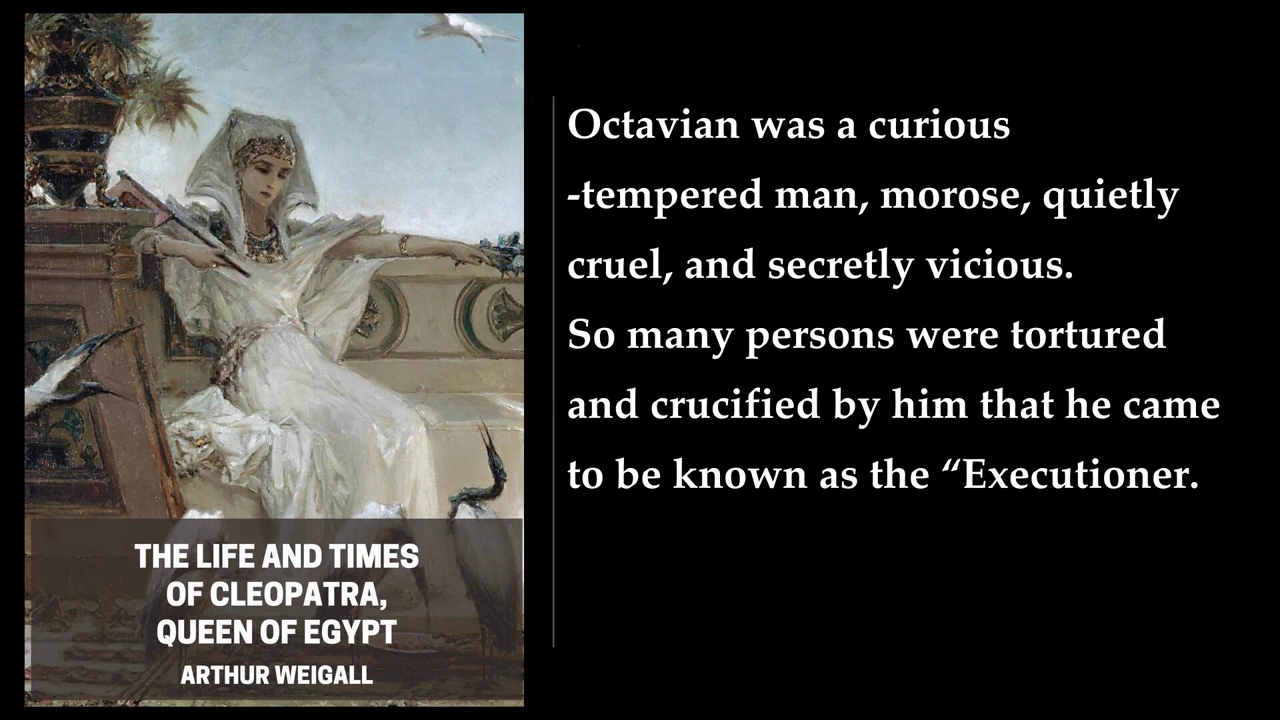 THE LIFE AND TIMES
OF CLEOPATRA,
QUEEN OF EGYPT
ARTHUR WEIGALL
Octavian was a curious
-tempered man, morose, quietly
cruel, and secretly vicious.
So many persons were tortured
and crucified by him that he came
to be known as the “Executioner.